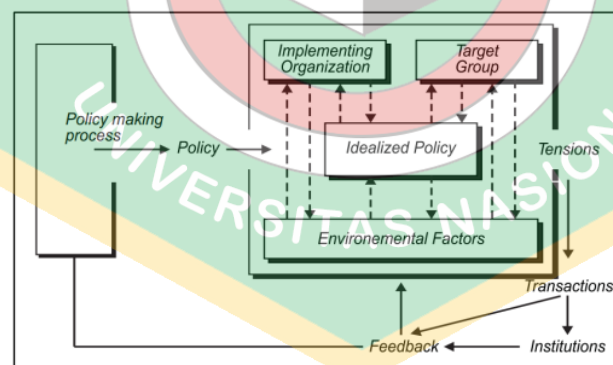 Implementing
Organization
Target
Group
Policy making
process
Policy
Idealized Policy
Tensions
Environemental Factors
Transactions
Feedback
Institutions
UNIVERSITAS NASION